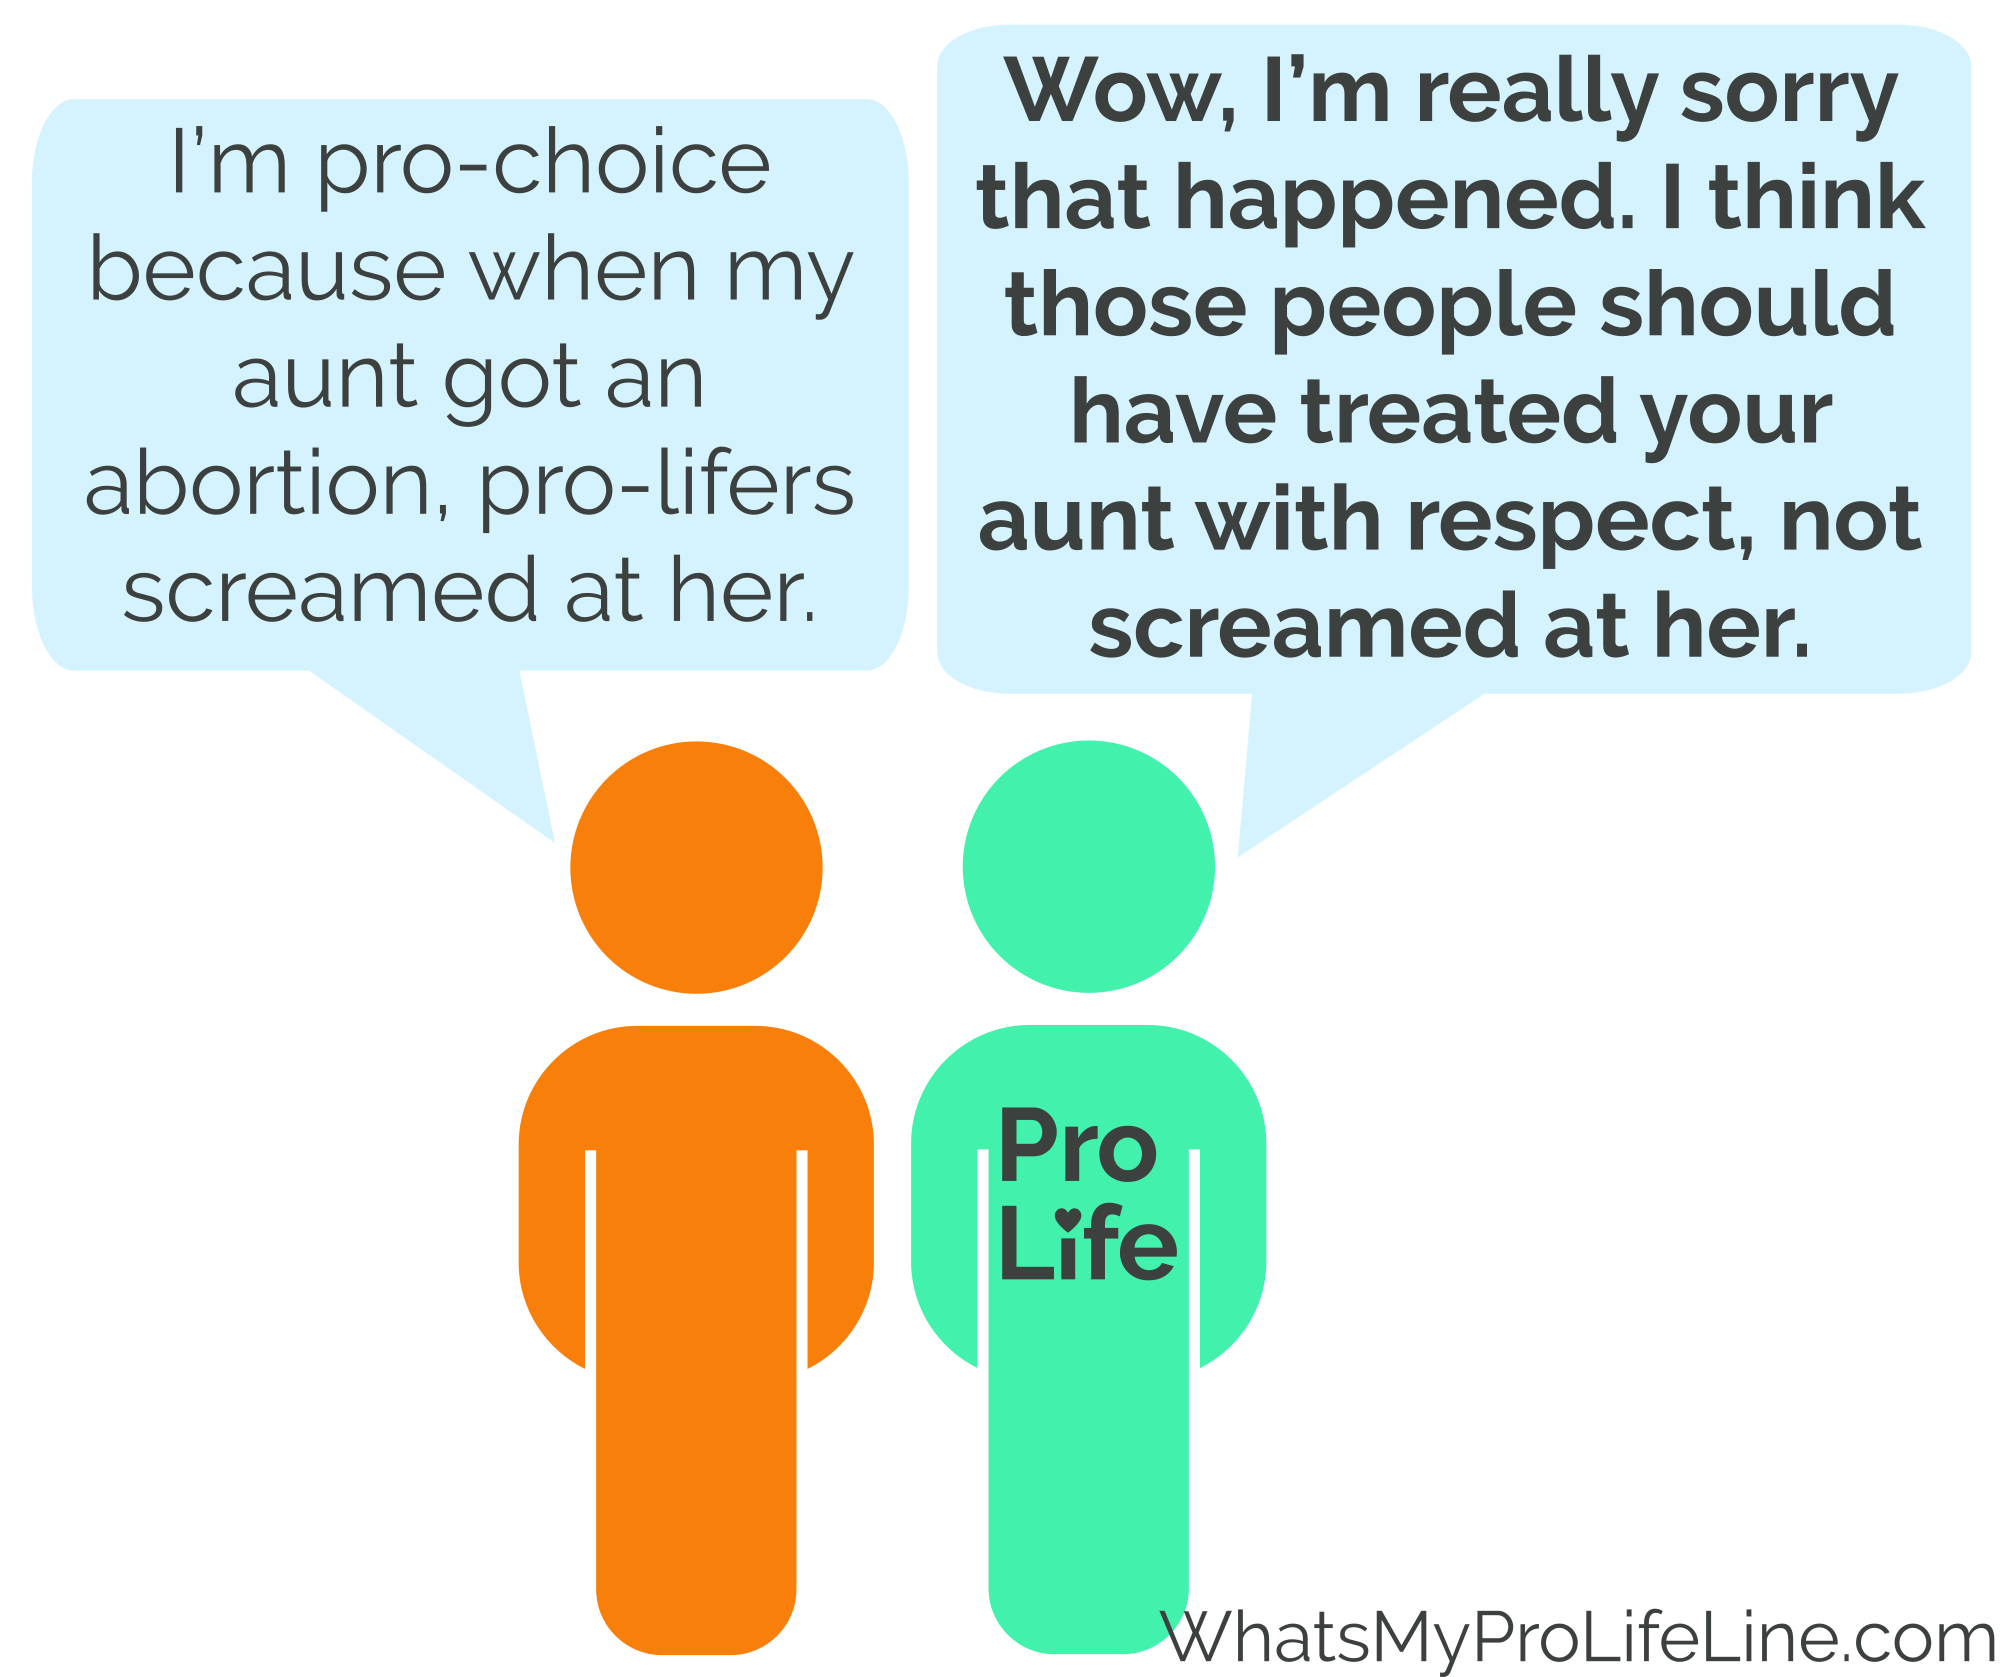 I’m pro-choice
because when my
aunt got an
abortion, pro-lifers
screamed at her.
Wow, I’m really sorry
that happened. I think
those people should
have treated your
aunt with respect, not
screamed at her.
Pro
Life
WhatsMyProLifeLine.com